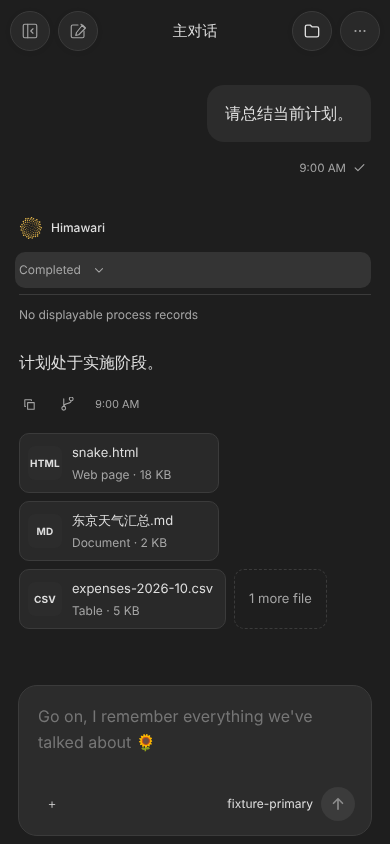 主对话
请总结当前计划。
9:00 AM
Himawari
Completed
No displayable process records
计划处于实施阶段。
9:00 AM
HTML
snake.html
Web page · 18 KB
MD
东京天气汇总.md
Document · 2 KB
CSV
expenses-2026-10.csv
Table · 5 KB
1 more file
Go on, I remember everything we've
talked about 🌻
+
fixture-primary